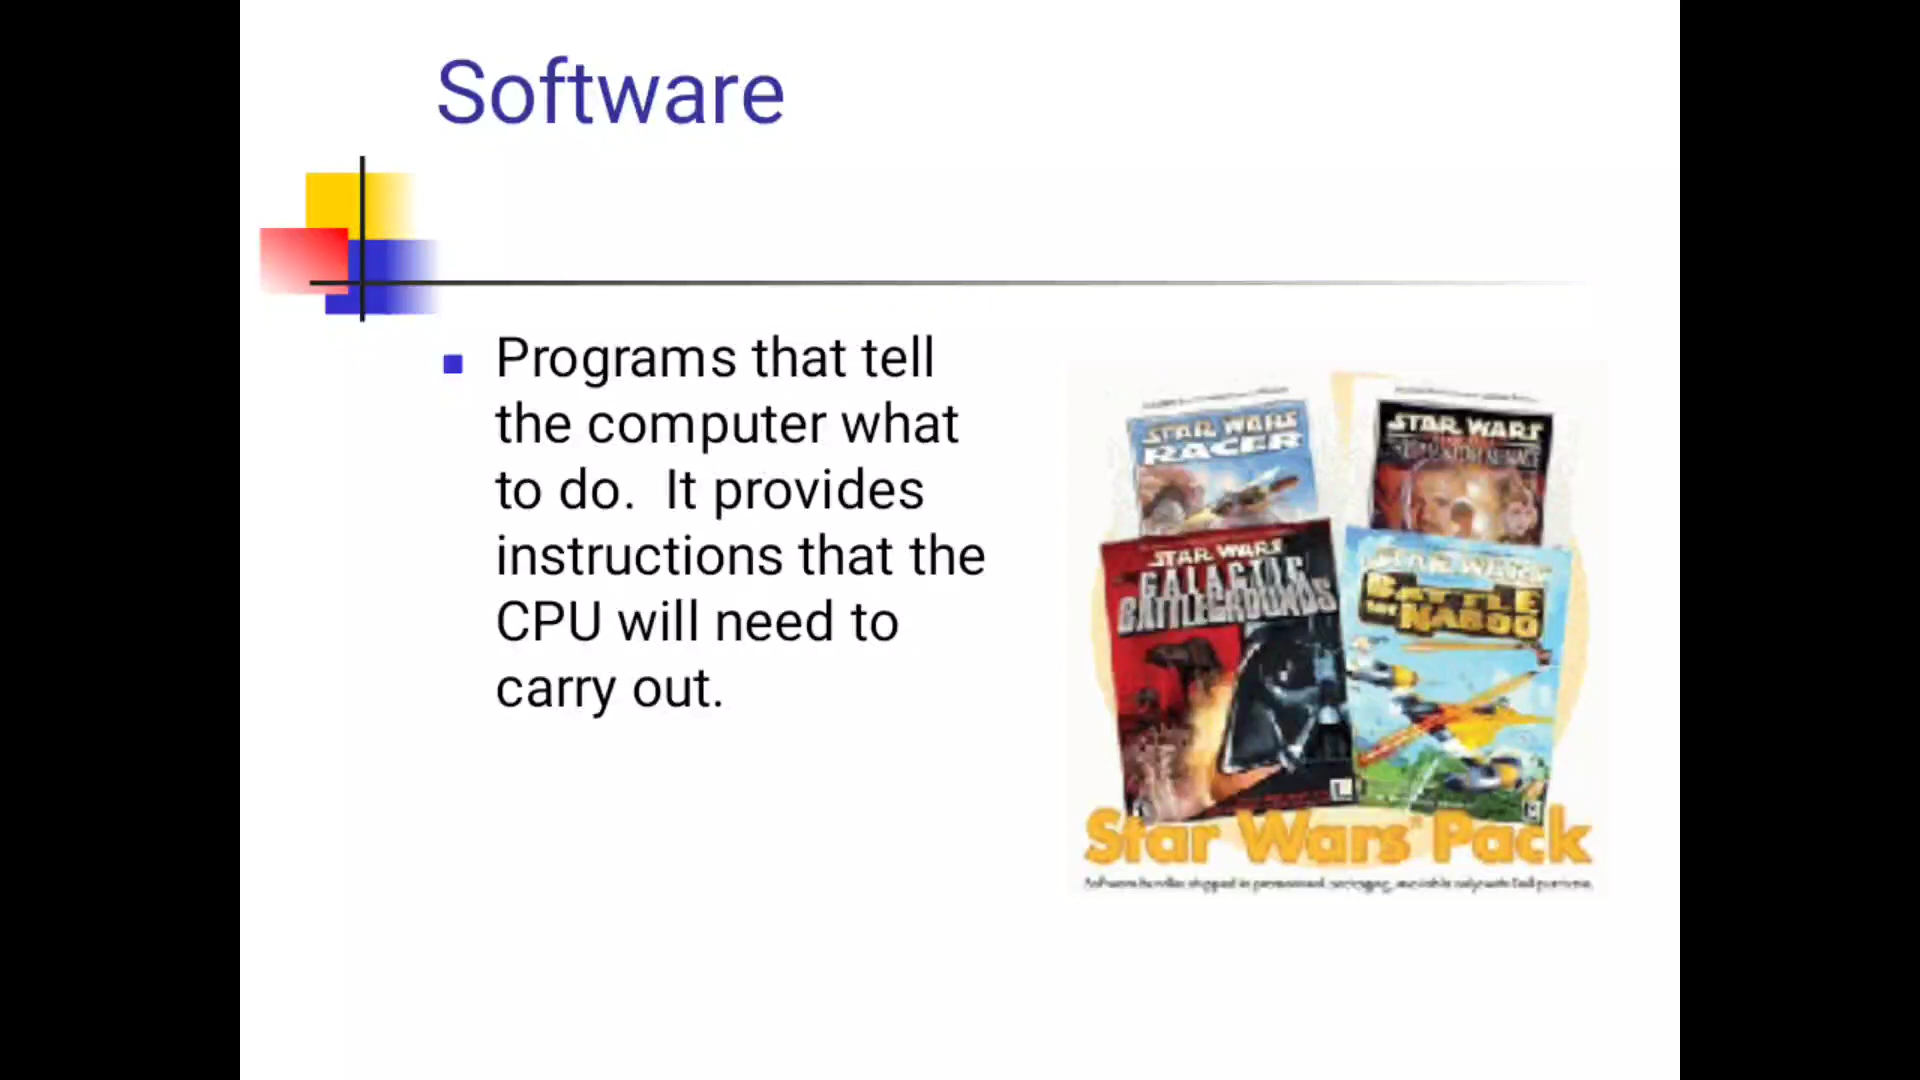 Software
Programs that tell
the computer what
to do. It provides
instructions that the
CPU will need to
carry out.
STAR WARS
RACER
STAR WARS
STAR WARS
GALACTIC
BATTLEGROUNDS
STAR WARS
BATTLE
NABOO
Star Wars Pack